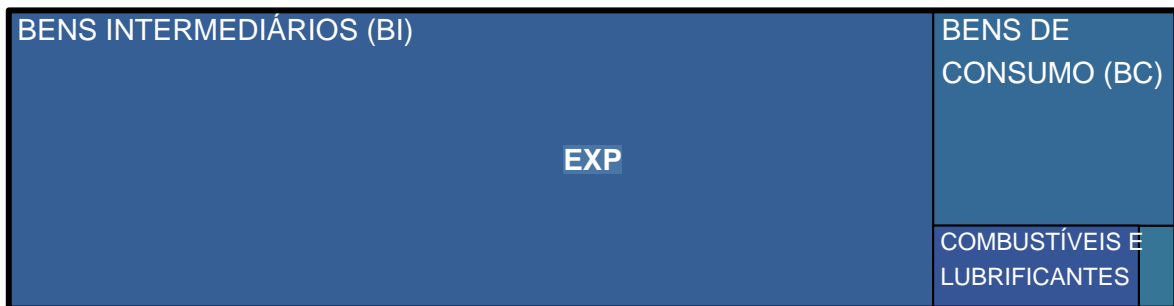 BENS INTERMEDIÁRIOS (BI)
BENS DE
CONSUMO (BC)
EXP
COMBUSTÍVEIS E
LUBRIFICANTES